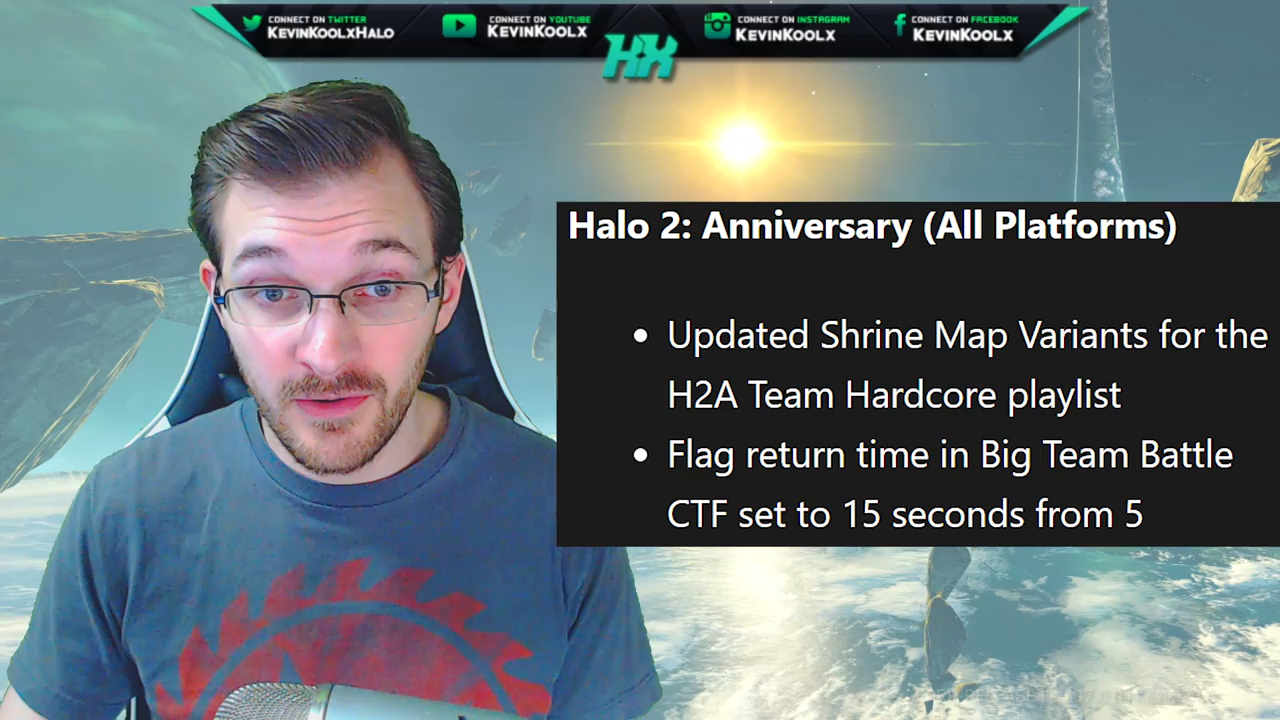 CONNECT ON TWITTER
KEVINKOOLXHALO
CONNECT ON YOUTUBE
KEVINKOOLX
CONNECT ON INSTAGRAM
KEVINKOOLX
CONNECT ON FACEBOOK
KEVINKOOLX
KX
Halo 2: Anniversary (All Platforms)
• Updated Shrine Map Variants for the
H2A Team Hardcore playlist
• Flag return time in Big Team Battle
CTF set to 15 seconds from 5